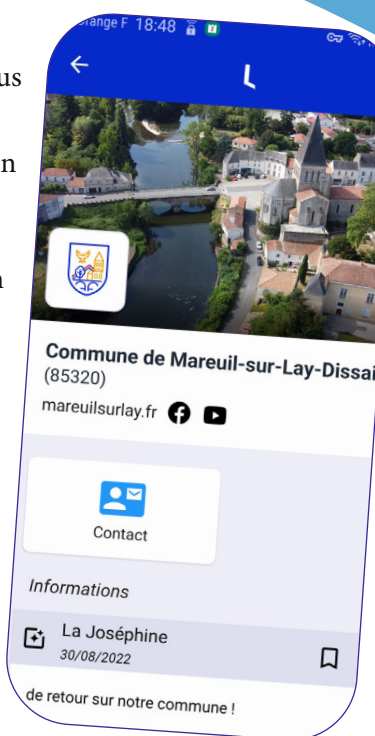 us
n
n
Orange F 18:48
L
Commune de Mareuil-sur-Lay-Dissai
(85320)
mareuilsurlay.fr
Contact
Informations
La Joséphine
30/08/2022
de retour sur notre commune !